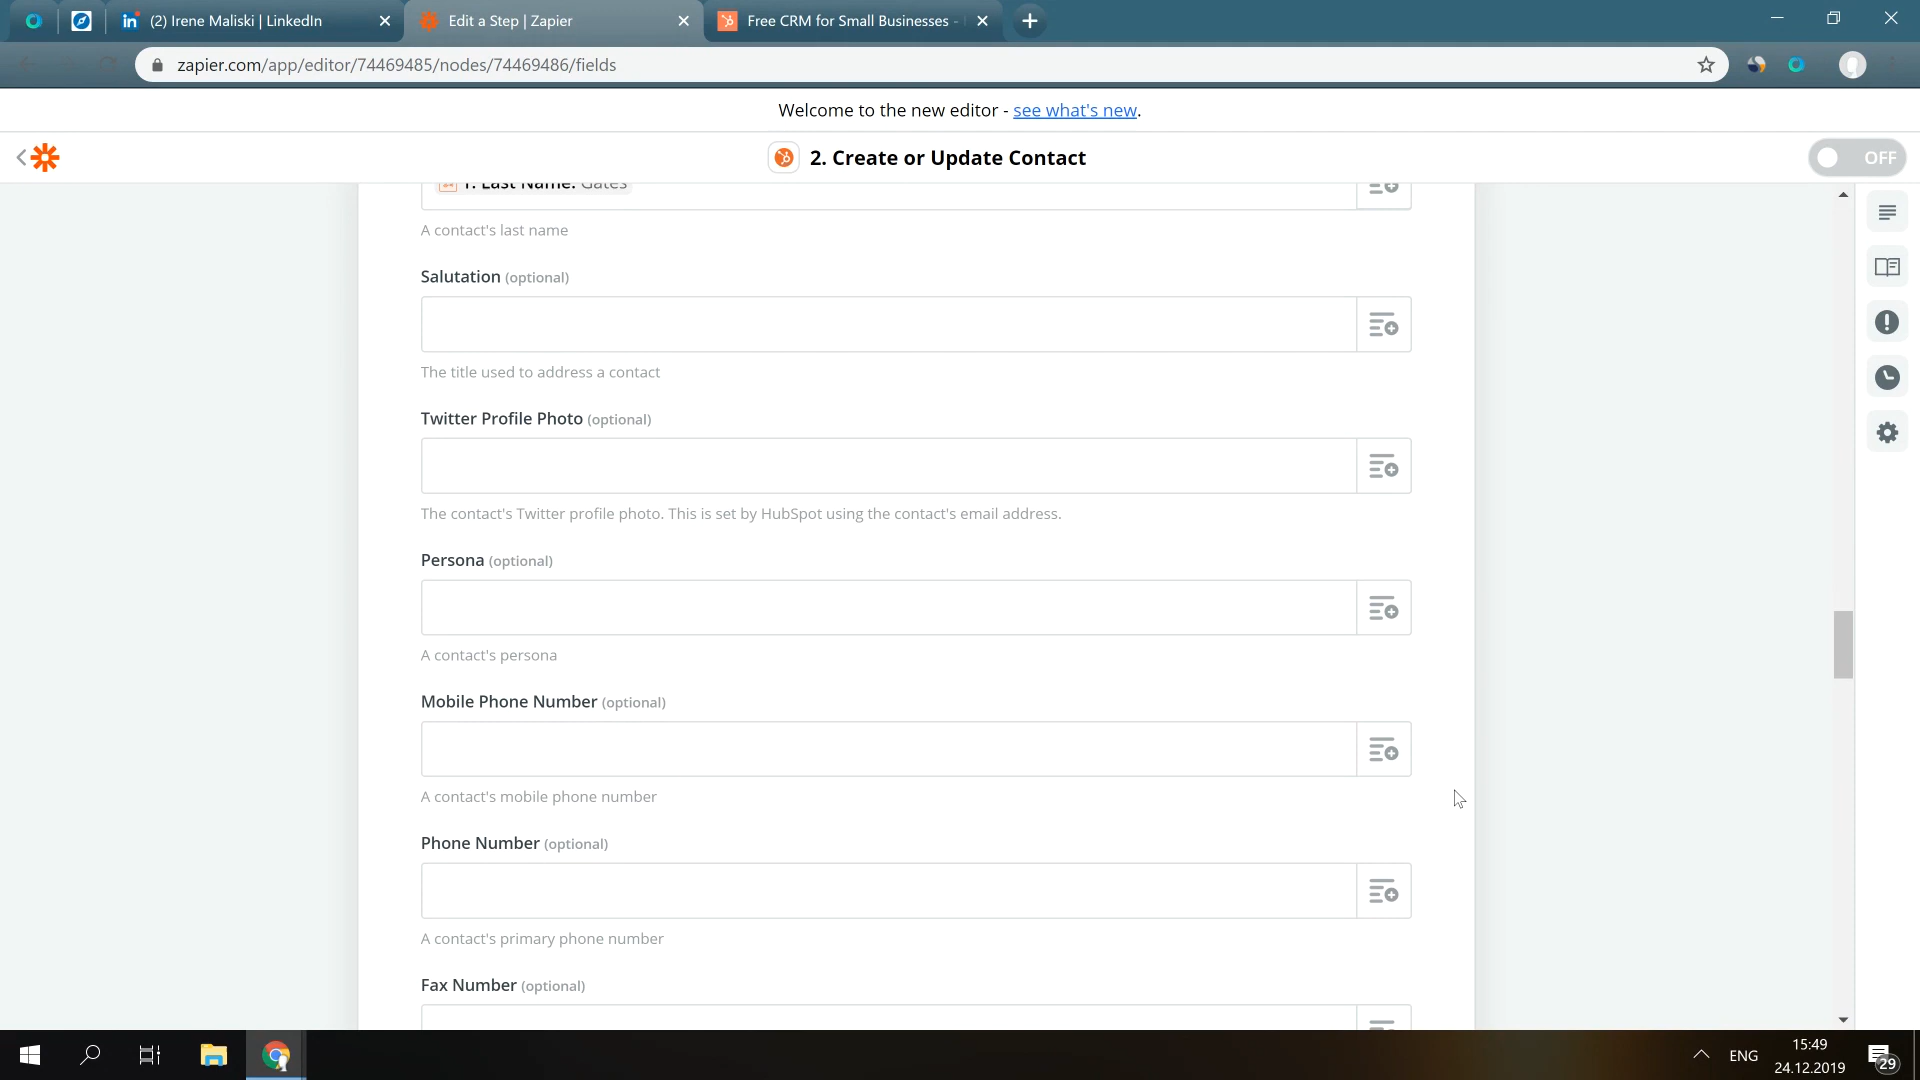 (2) Irene Maliski | LinkedIn
Edit a Step | Zapier
Free CRM for Small Businesses -
zapier.com/app/editor/74469485/nodes/74469486/fields
Welcome to the new editor - see what's new.
2. Create or Update Contact
OFF
1. Last Name: Gates
A contact's last name
Salutation (optional)
The title used to address a contact
Twitter Profile Photo (optional)
The contact's Twitter profile photo. This is set by HubSpot using the contact's email address.
Persona (optional)
A contact's persona
Mobile Phone Number (optional)
A contact's mobile phone number
Phone Number (optional)
A contact's primary phone number
Fax Number (optional)
ENG
15:49
24.12.2019
29